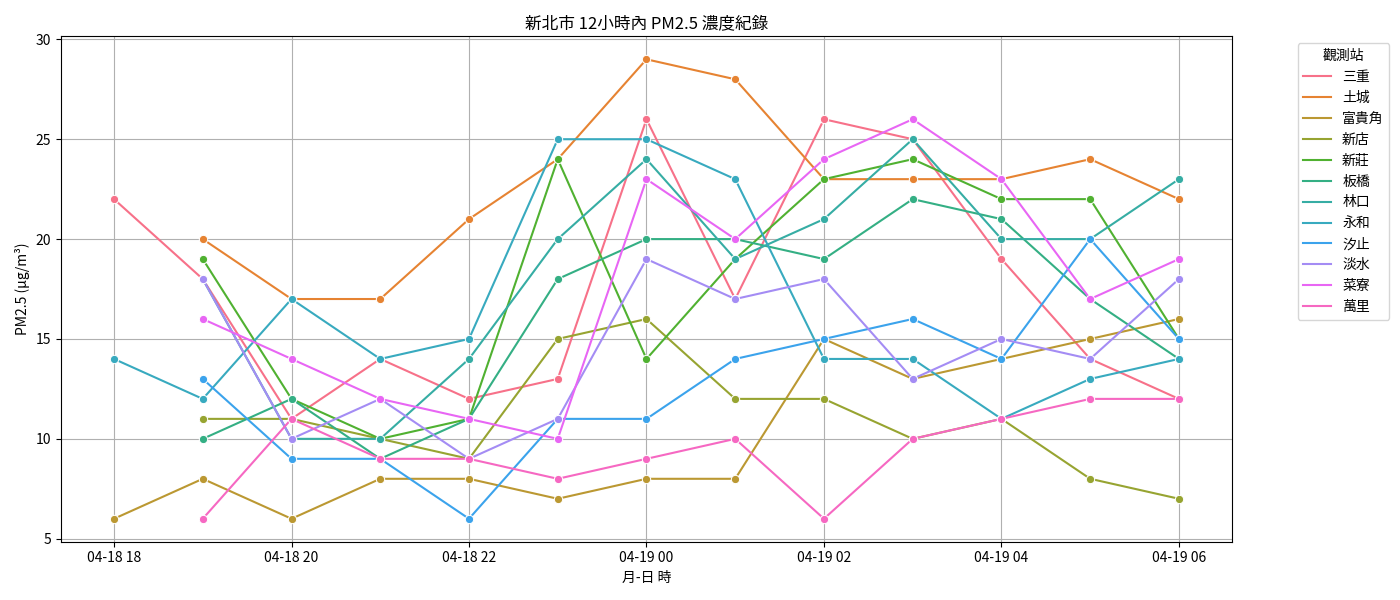 新北市 12小時內 PM2.5 濃度紀錄
30
25
20
15
10
5
PM2.5 (μg/m³)
04-18 18
04-18 20
04-18 22
04-19 00
04-19 02
04-19 04
04-19 06
月-日 時
觀測站
三重
土城
富貴角
新店
新莊
板橋
林口
永和
汐止
淡水
菜寮
萬里